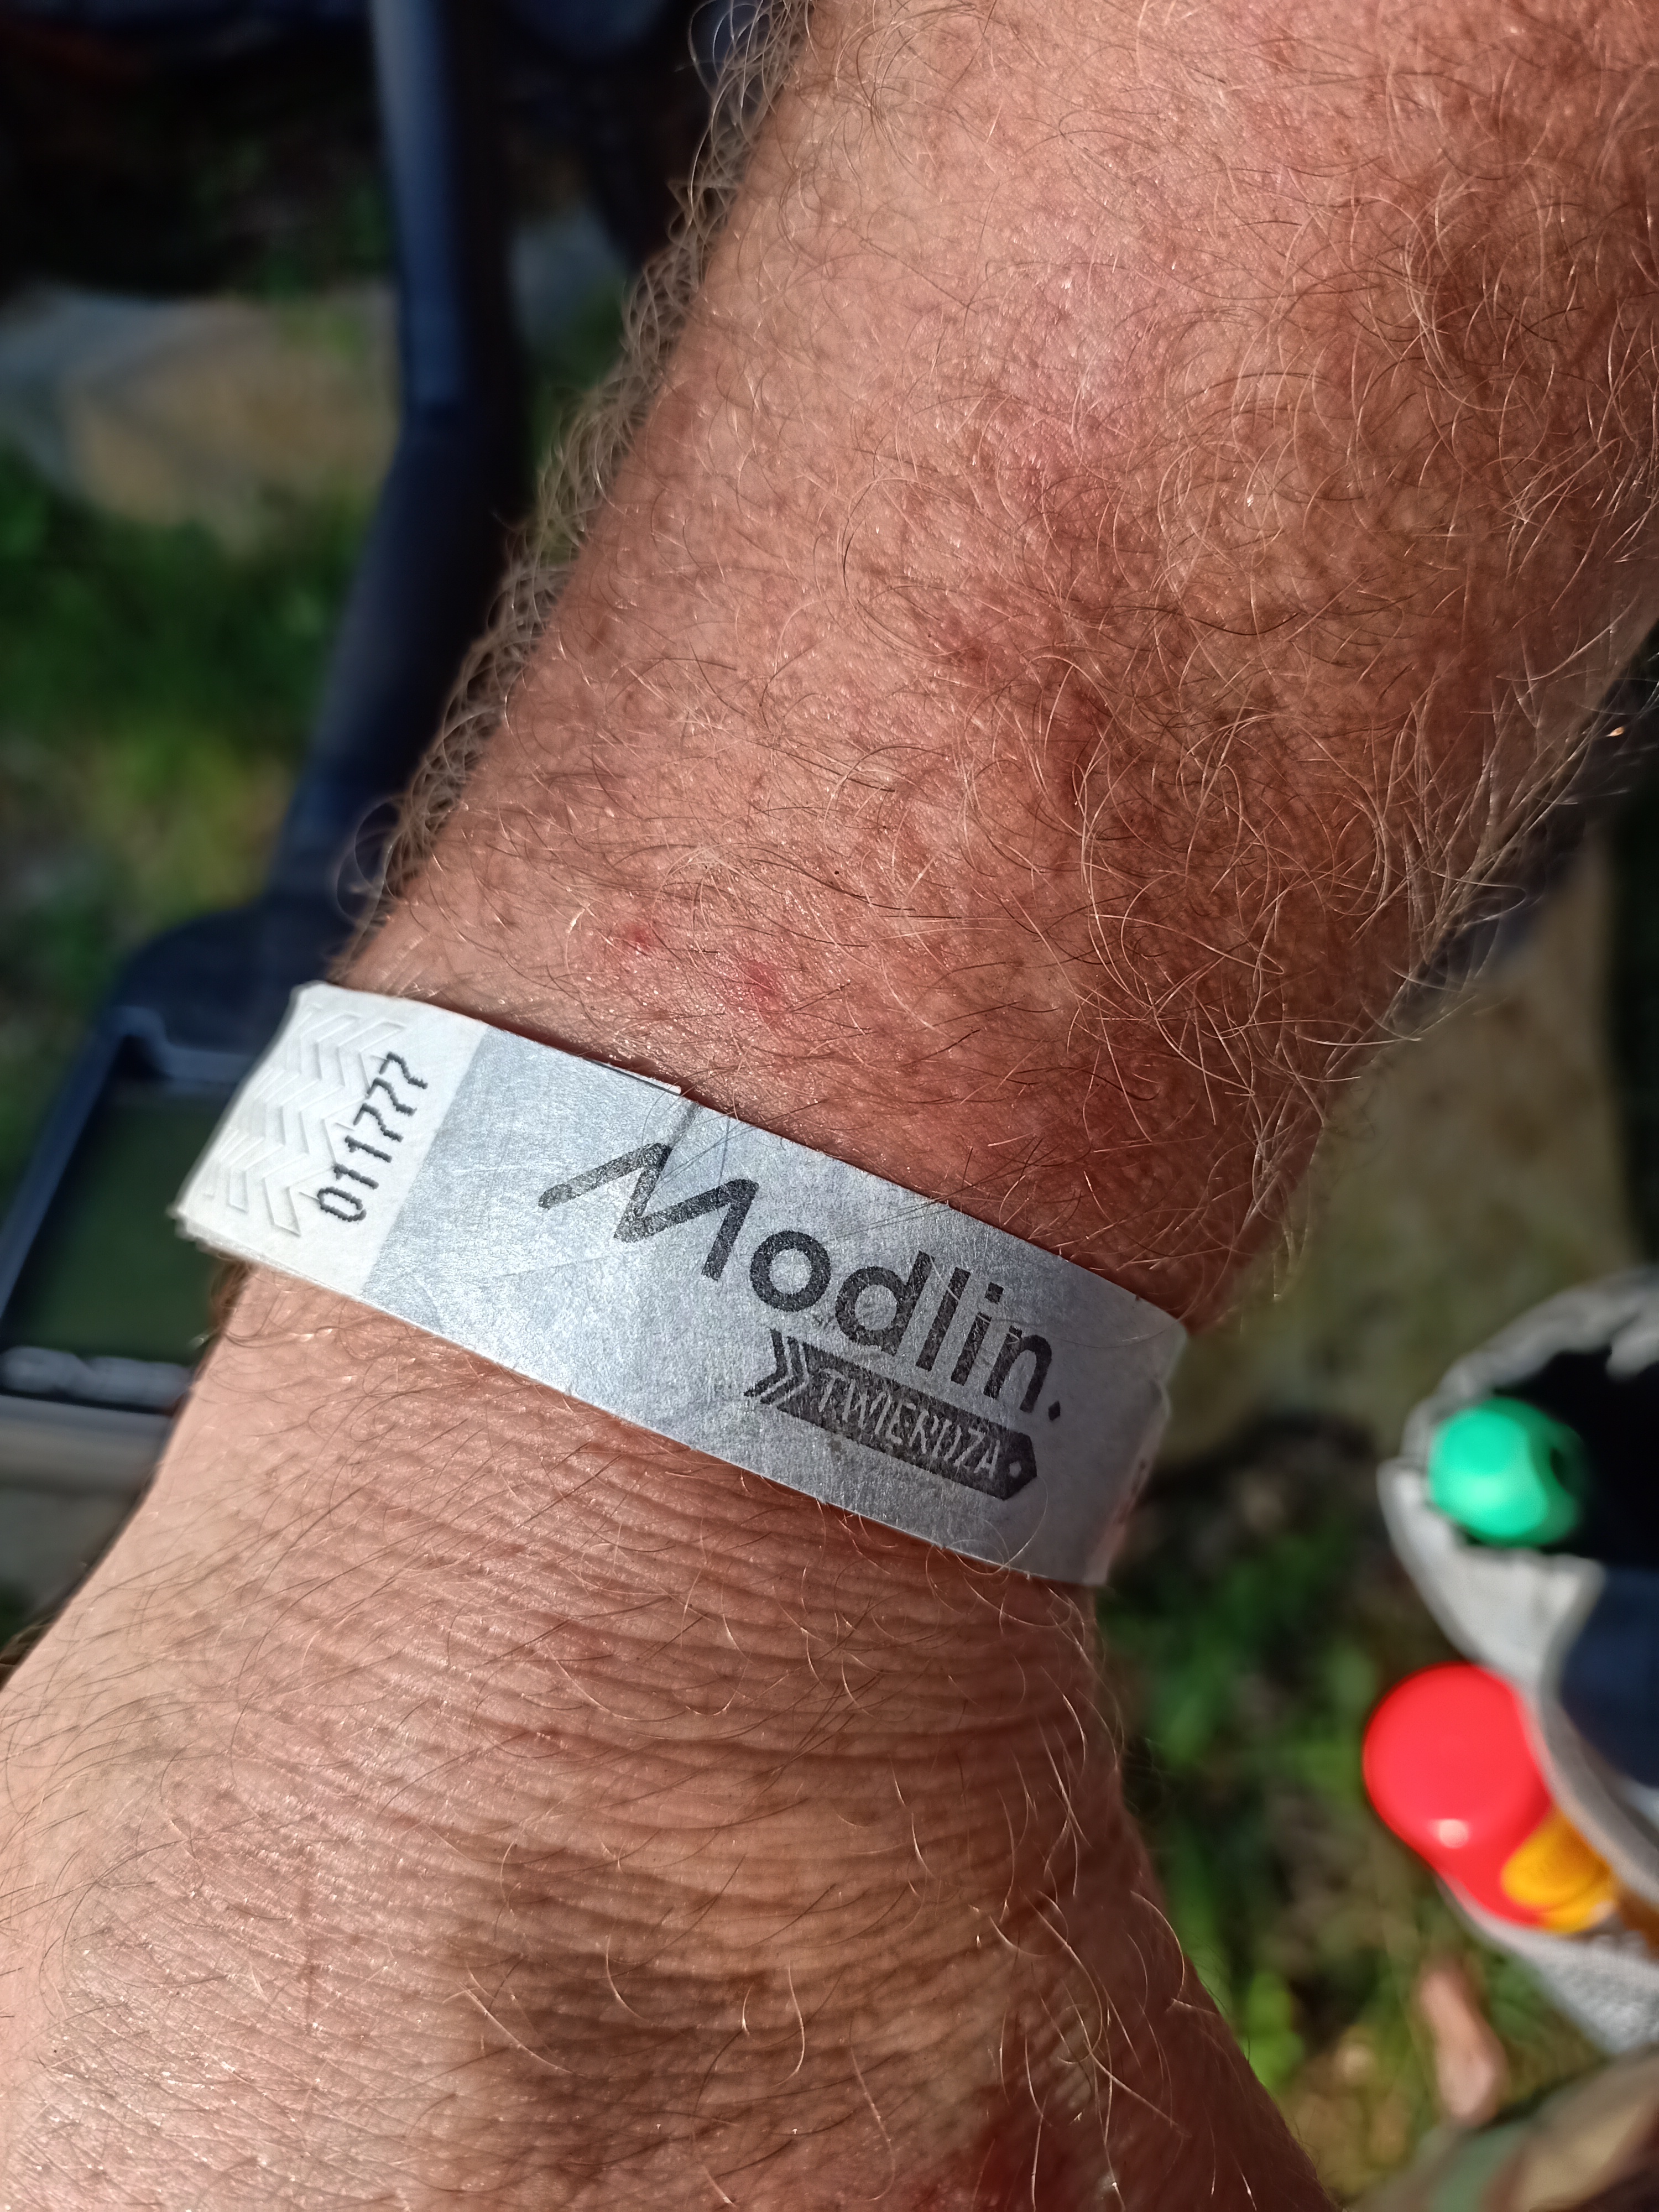 011777
Modlin.
TWIERDZA